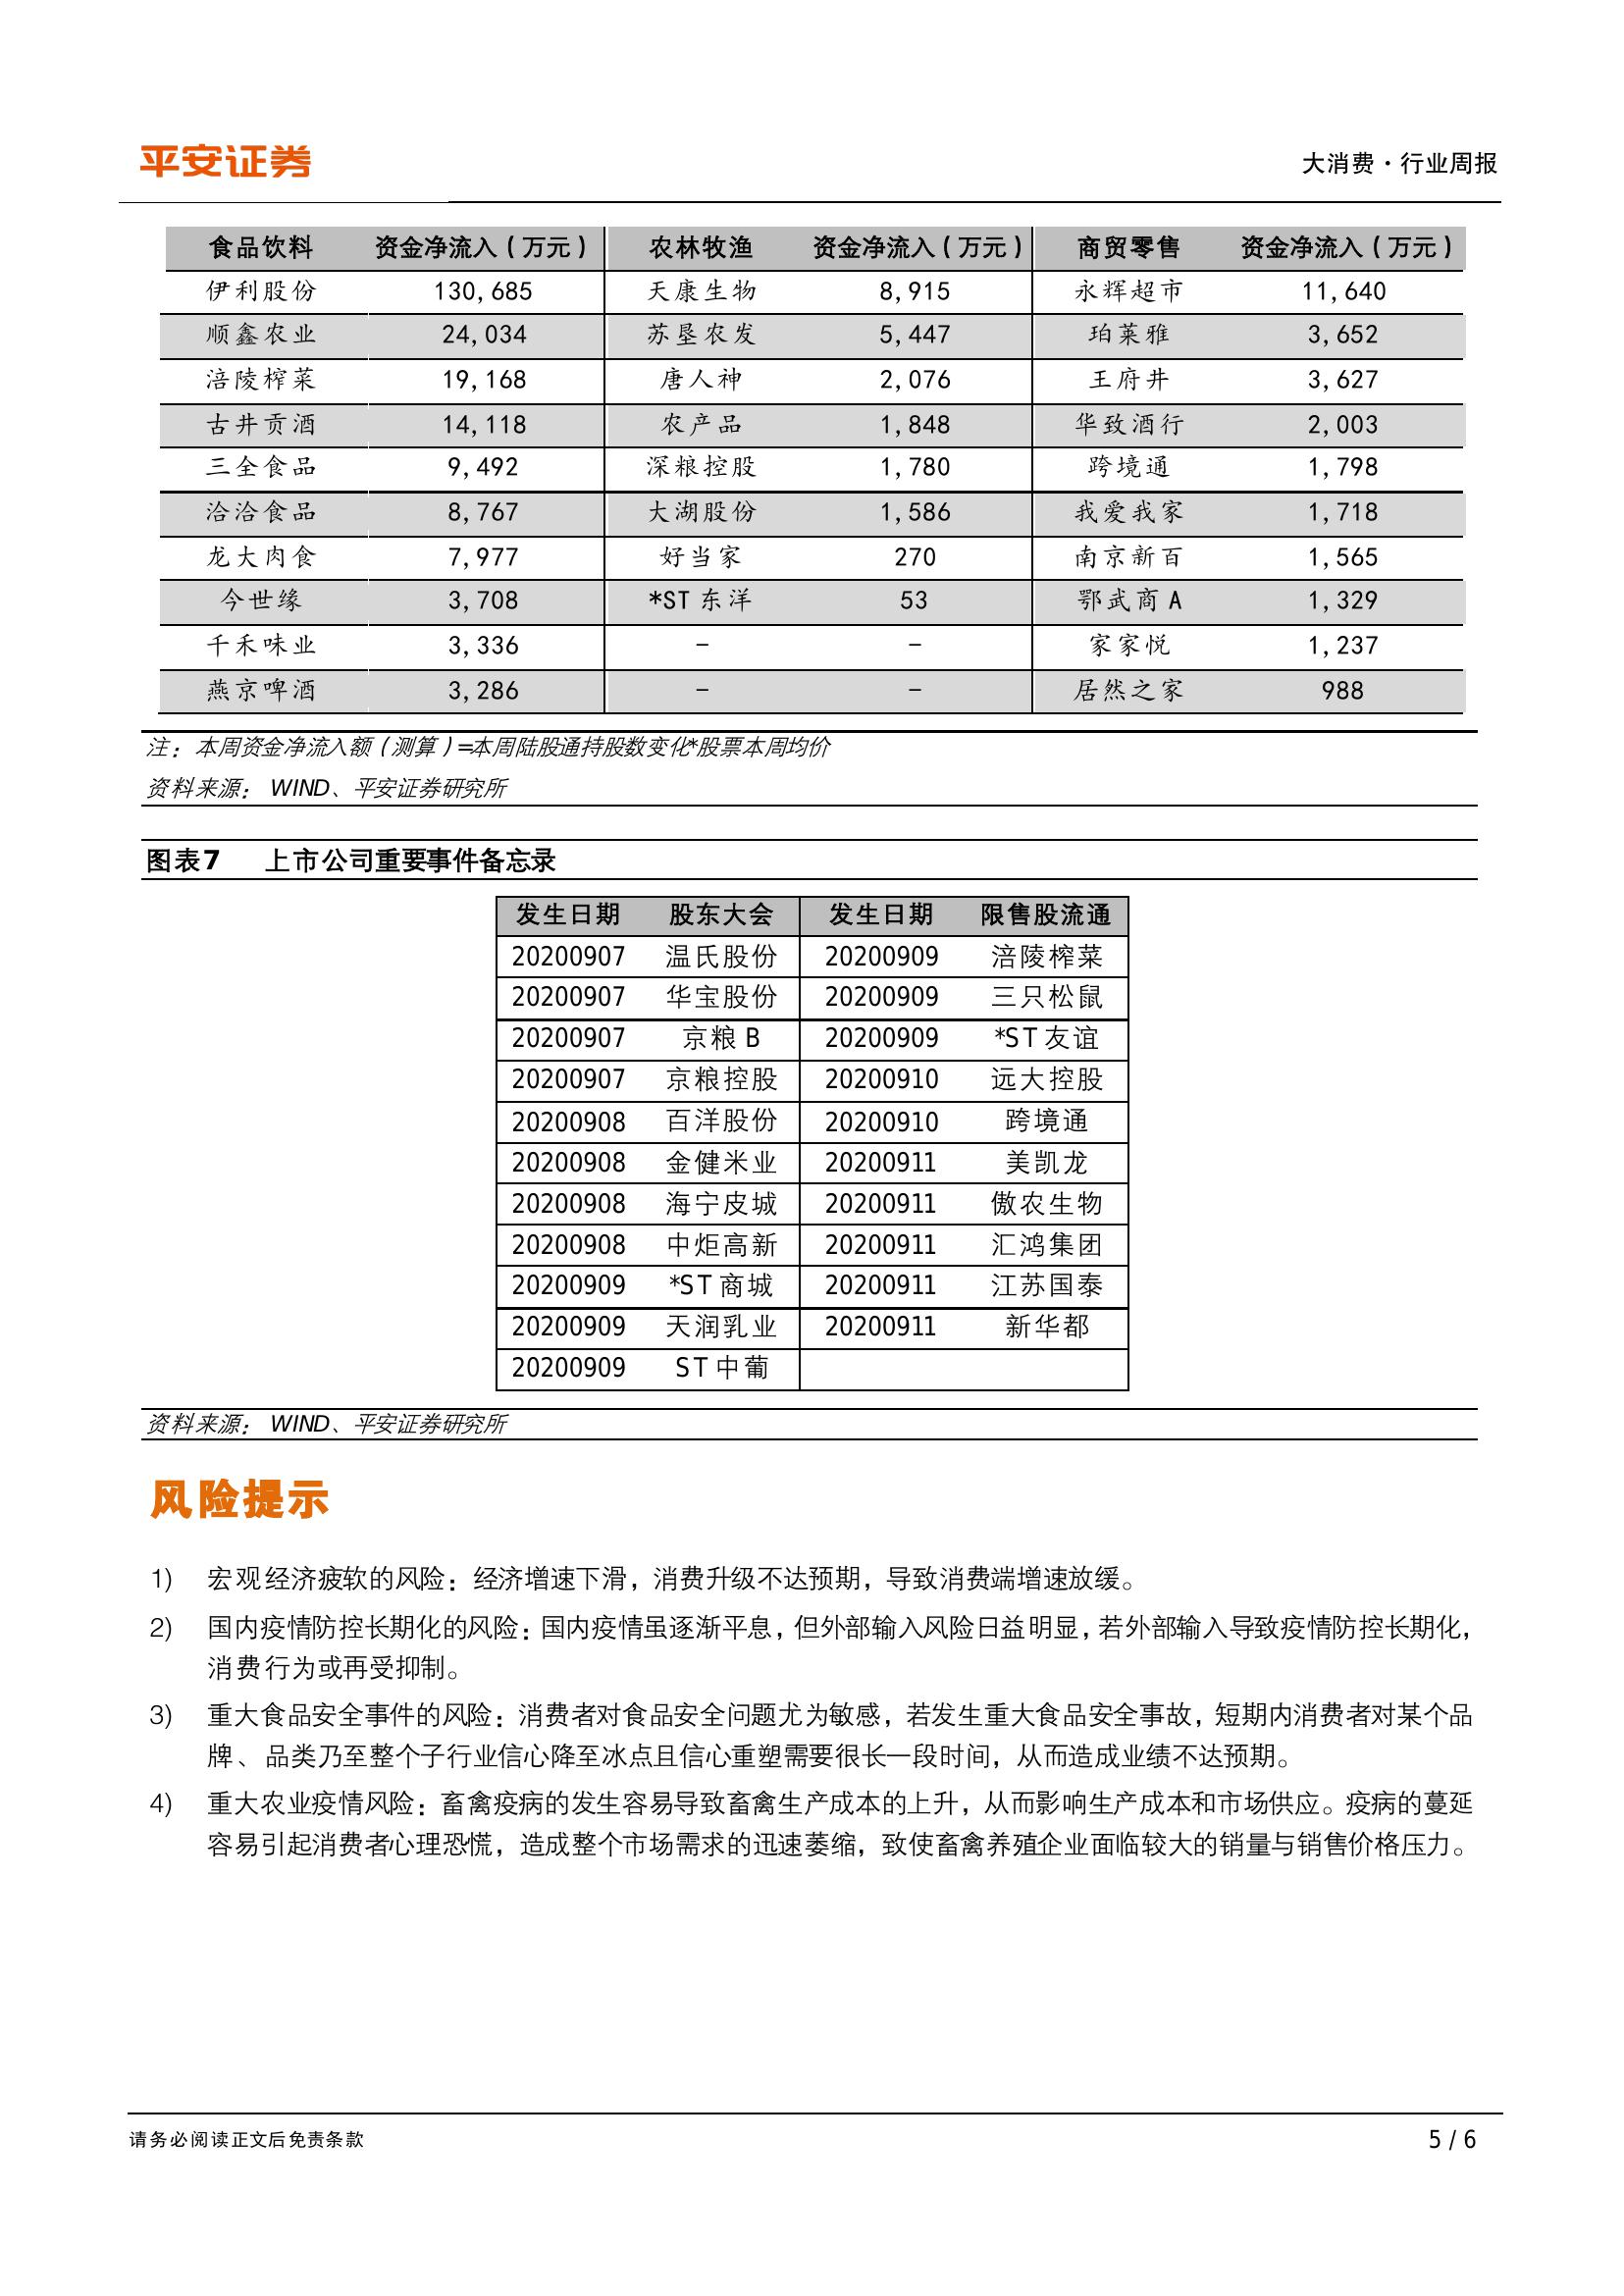 平安证券
大消费·行业周报
食品饮料 资金净流入(万元) 农林牧渔 资金净流入(万元) 商贸零售 资金净流入(万元)
伊利股份 130,685 天康生物 8,915 永辉超市 11,640
顺鑫农业 24,034 苏垦农发 5,447 珀莱雅 3,652
涪陵榨菜 19,168 唐人神 2,076 王府井 3,627
古井贡酒 14,118 农产品 1,848 华致酒行 2,003
三全食品 9,492 深粮控股 1,780 跨境通 1,798
洽洽食品 8,767 大湖股份 1,586 我爱我家 1,718
龙大肉食 7,977 好当家 270 南京新百 1,565
今世缘 3,708 *ST东洋 53 鄂武商A 1,329
千禾味业 3,336 - - 家家悦 1,237
燕京啤酒 3,286 - - 居然之家 988
注:本周资金净流入额(测算)=本周陆股通持股数变化*股票本周均价
资料来源: WIND、平安证券研究所
图表7 上市公司重要事件备忘录
发生日期 股东大会 发生日期 限售股流通
20200907 温氏股份 20200909 涪陵榨菜
20200907 华宝股份 20200909 三只松鼠
20200907 京粮B 20200909 *ST友谊
20200907 京粮控股 20200910 远大控股
20200908 百洋股份 20200910 跨境通
20200908 金健米业 20200911 美凯龙
20200908 海宁皮城 20200911 傲农生物
20200908 中炬高新 20200911 汇鸿集团
20200909 *ST商城 20200911 江苏国泰
20200909 天润乳业 20200911 新华都
20200909 ST中葡
资料来源: WIND、平安证券研究所
风险提示
1) 宏观经济疲软的风险:经济增速下滑,消费升级不达预期,导致消费端增速放缓。
2) 国内疫情防控长期化的风险:国内疫情虽逐渐平息,但外部输入风险日益明显,若外部输入导致疫情防控长期化,
消费行为或再受抑制。
3) 重大食品安全事件的风险:消费者对食品安全问题尤为敏感,若发生重大食品安全事故,短期内消费者对某个品
牌、品类乃至整个子行业信心降至冰点且信心重塑需要很长一段时间,从而造成业绩不达预期。
4) 重大农业疫情风险:畜禽疫病的发生容易导致畜禽生产成本的上升,从而影响生产成本和市场供应。疫病的蔓延
容易引起消费者心理恐慌,造成整个市场需求的迅速萎缩,致使畜禽养殖企业面临较大的销量与销售价格压力。
请务必阅读正文后免责条款
5 / 6